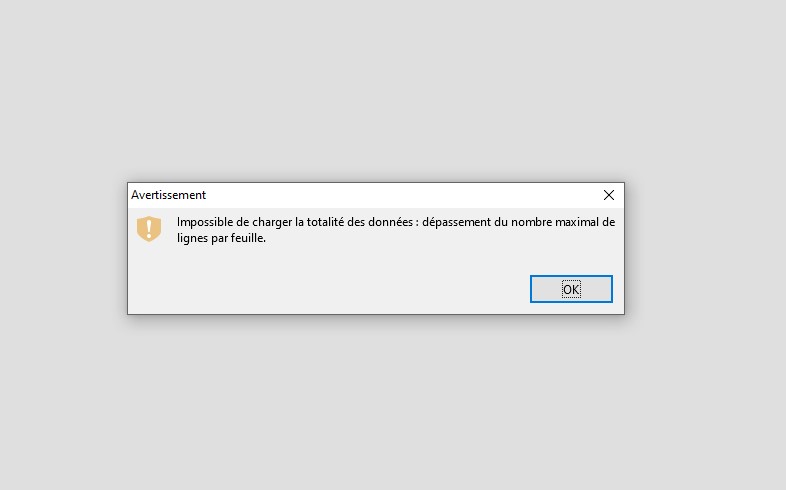 Avertissement
Impossible de charger la totalité des données : dépassement du nombre maximal de
lignes par feuille.
OK